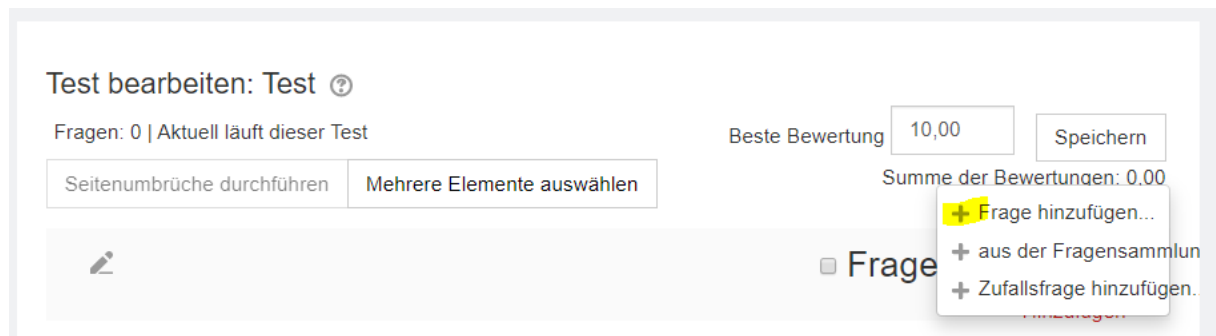 Test bearbeiten: Test ?
Fragen: 0 | Aktuell läuft dieser Test
Beste Bewertung 10,00 Speichern
Seitenumbrüche durchführen Mehrere Elemente auswählen
Summe der Bewertungen: 0,00
+ Frage hinzufügen...
+ aus der Fragensammlun
+ Zufallsfrage hinzufügen..
Frage